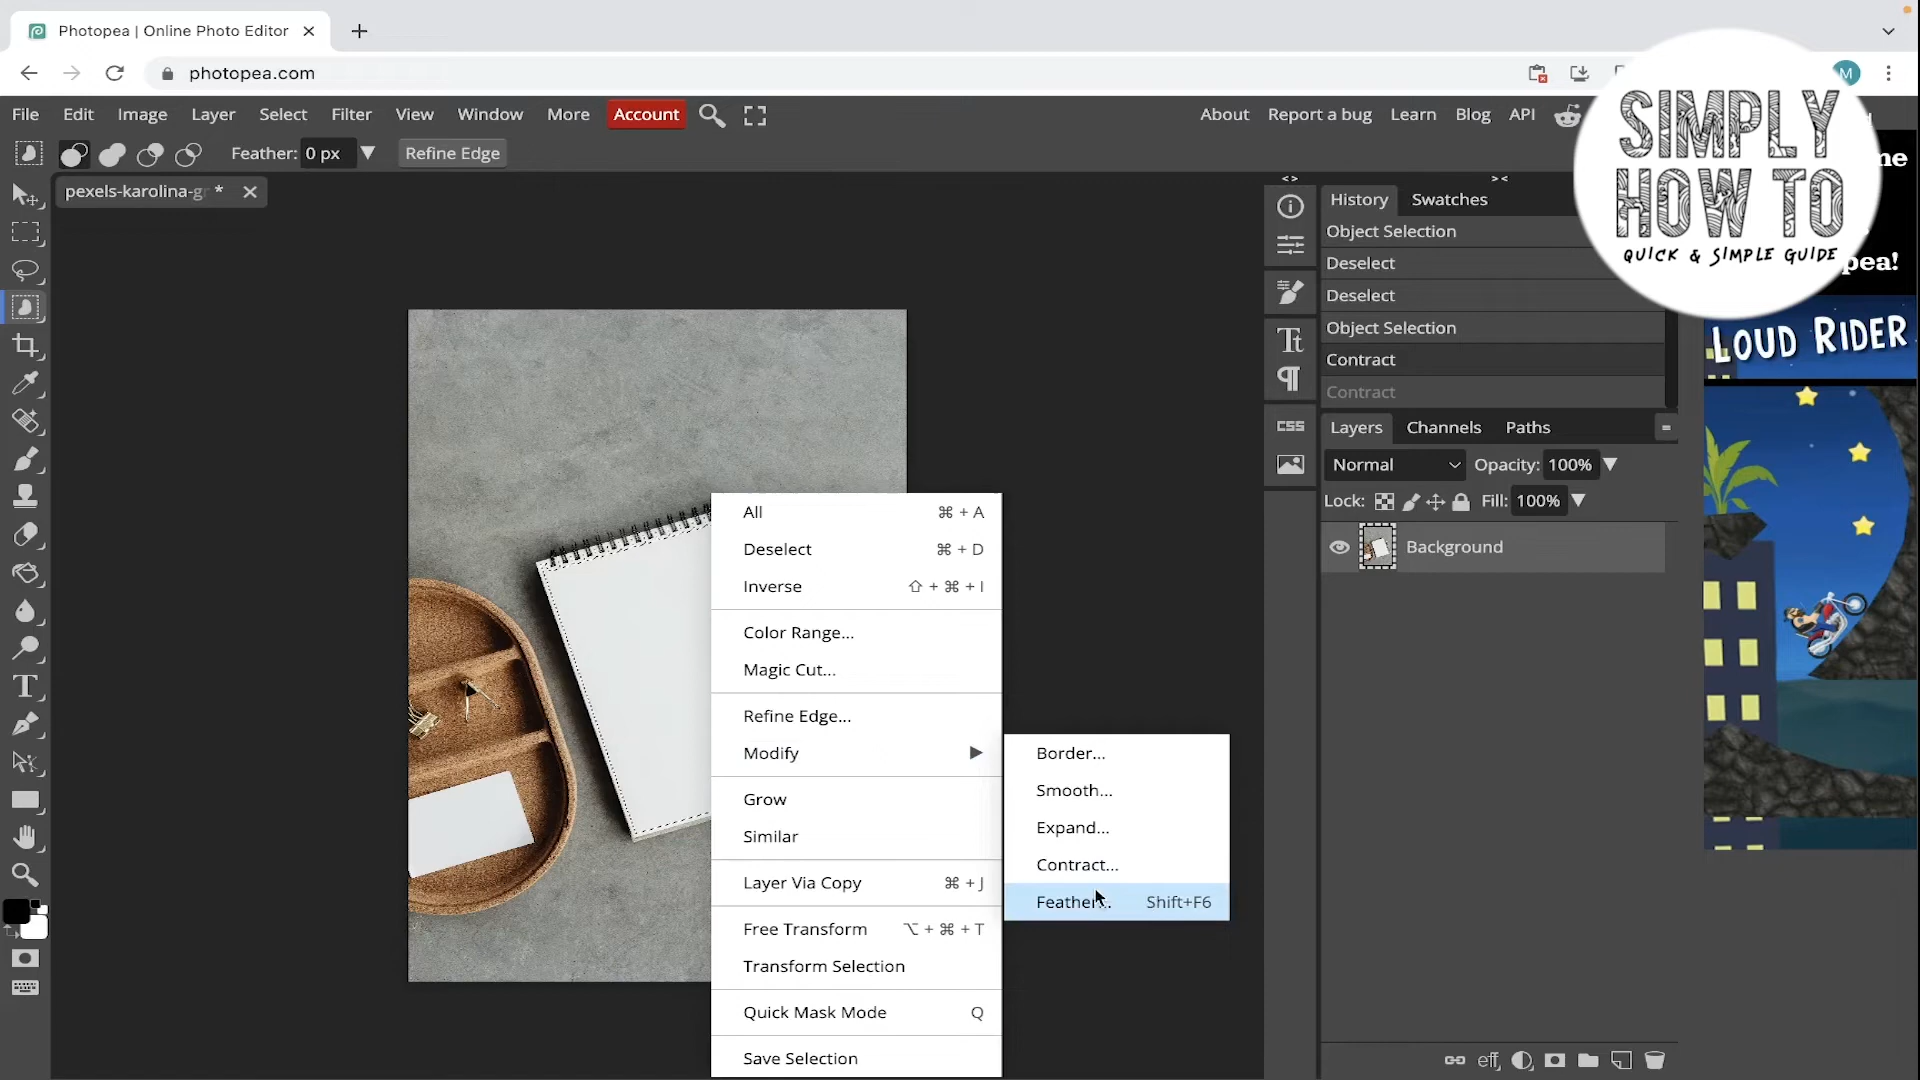 Photopea | Online Photo Editor
photopea.com
M
File Edit Image Layer Select Filter View Window More Account
About Report a bug Learn Blog API
Feather: 0 px Refine Edge
pexels-karolina-gr *
History Swatches
Object Selection
Deselect
Deselect
Object Selection
Contract
Contract
CSS
Layers Channels Paths
Normal Opacity: 100%
Lock: Fill: 100%
Background
eff
All ⌘ + A
Deselect ⌘ + D
Inverse ⇧ + ⌘ + I
Color Range...
Magic Cut...
Refine Edge...
Modify
Grow
Similar
Layer Via Copy ⌘ + J
Free Transform ⌥ + ⌘ + T
Transform Selection
Quick Mask Mode Q
Save Selection
Border...
Smooth...
Expand...
Contract...
Feather... Shift+F6
SIMPLY
HOW TO
QUICK & SIMPLE GUIDE
pea!
LOUD RIDER